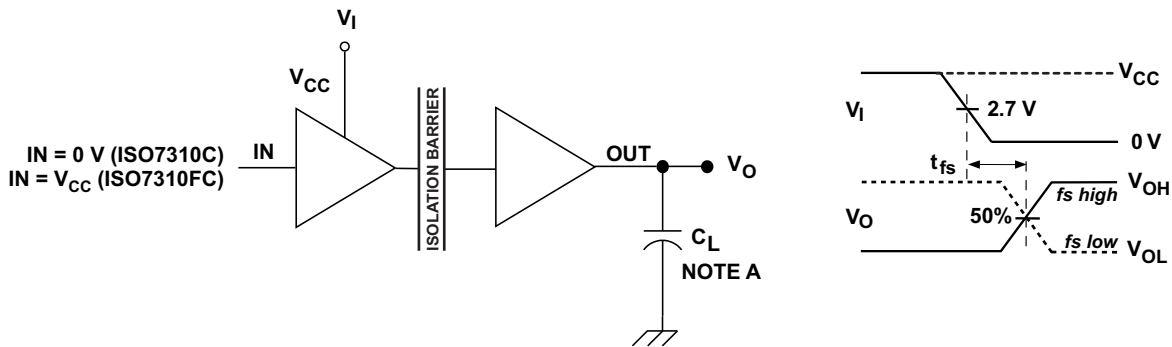 V_I
V_CC
ISOLATION BARRIER
IN = 0 V (ISO7310C)
IN = V_CC (ISO7310FC)
IN
OUT
V_O
C_L
NOTE A
V_I
V_CC
2.7 V
0 V
t_fs
V_O
50%
fs high
V_OH
fs low
V_OL